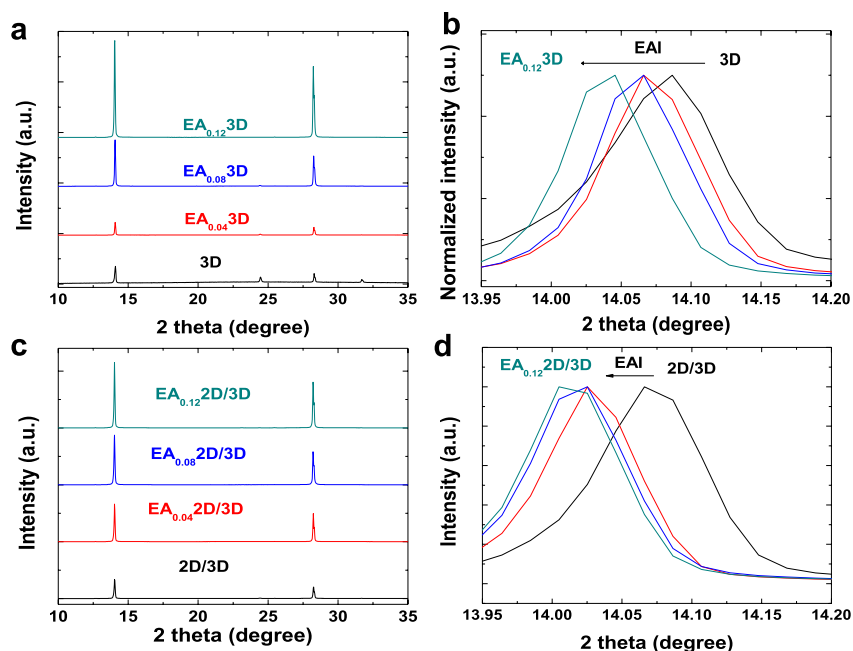 a
Intensity (a.u.)
EA0.123D
EA0.083D
EA0.043D
3D
10 15 20 25 30 35
2 theta (degree)
b
Normalized intensity (a.u.)
EA0.123D
EAI
3D
13.95 14.00 14.05 14.10 14.15 14.20
2 theta (degree)
c
Intensity (a.u.)
EA0.122D/3D
EA0.082D/3D
EA0.042D/3D
2D/3D
10 15 20 25 30 35
2 theta (degree)
d
Intensity (a.u.)
EA0.122D/3D
EAI
2D/3D
13.95 14.00 14.05 14.10 14.15 14.20
2 theta (degree)